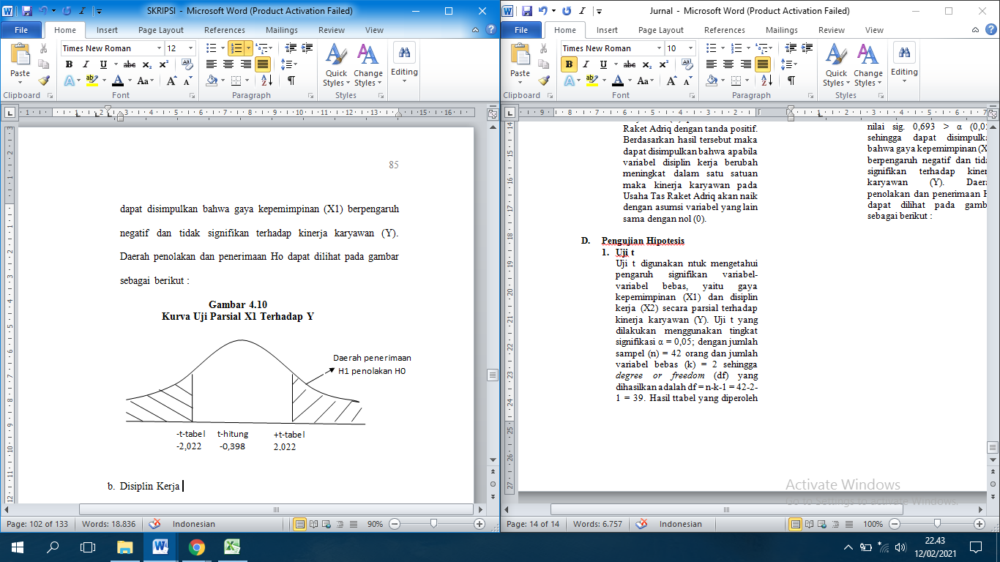 SKRIPSI - Microsoft Word (Product Activation Failed)
File Home Insert Page Layout References Mailings Review View
Times New Roman 12
Paste
Quick Styles
Change Styles
Editing
Clipboard Font Paragraph Styles
85
dapat disimpulkan bahwa gaya kepemimpinan (X1) berpengaruh
negatif dan tidak signifikan terhadap kinerja karyawan (Y).
Daerah penolakan dan penerimaan Ho dapat dilihat pada gambar
sebagai berikut :
Gambar 4.10
Kurva Uji Parsial X1 Terhadap Y
Daerah penerimaan
H1 penolakan H0
-t-tabel t-hitung +t-tabel
-2,022 -0,398 2,022
b. Disiplin Kerja
Page: 102 of 133 Words: 18.836 Indonesian 90%
Jurnal - Microsoft Word (Product Activation Failed)
File Home Insert Page Layout References Mailings Review View
Times New Roman 10
Paste
Quick Styles
Change Styles
Editing
Clipboard Font Paragraph Styles
Raket Adriq dengan tanda positif.
Berdasarkan hasil tersebut maka
dapat disimpulkan bahwa apabila
variabel disiplin kerja berubah
meningkat dalam satu satuan
maka kinerja karyawan pada
Usaha Tas Raket Adriq akan naik
dengan asumsi variabel yang lain
sama dengan nol (0).
D. Pengujian Hipotesis
1. Uji t
Uji t digunakan ntuk mengetahui
pengaruh signifikan variabel-
variabel bebas, yaitu gaya
kepemimpinan (X1) dan disiplin
kerja (X2) secara parsial terhadap
kinerja karyawan (Y). Uji t yang
dilakukan menggunakan tingkat
signifikasi α = 0,05; dengan jumlah
sampel (n) = 42 orang dan jumlah
variabel bebas (k) = 2 sehingga
degree or freedom (df) yang
dihasilkan adalah df = n-k-1 = 42-2-
1 = 39. Hasil ttabel yang diperoleh
nilai sig. 0,693 > α (0,0
sehingga dapat disimpulk
bahwa gaya kepemimpinan (X
berpengaruh negatif dan tid
signifikan terhadap kiner
karyawan (Y). Daer
penolakan dan penerimaan H
dapat dilihat pada gamb
sebagai berikut :
Activate Windows
Go to Settings to activate Windows.
Page: 14 of 14 Words: 6.757 Indonesian 100%
22.43
12/02/2021